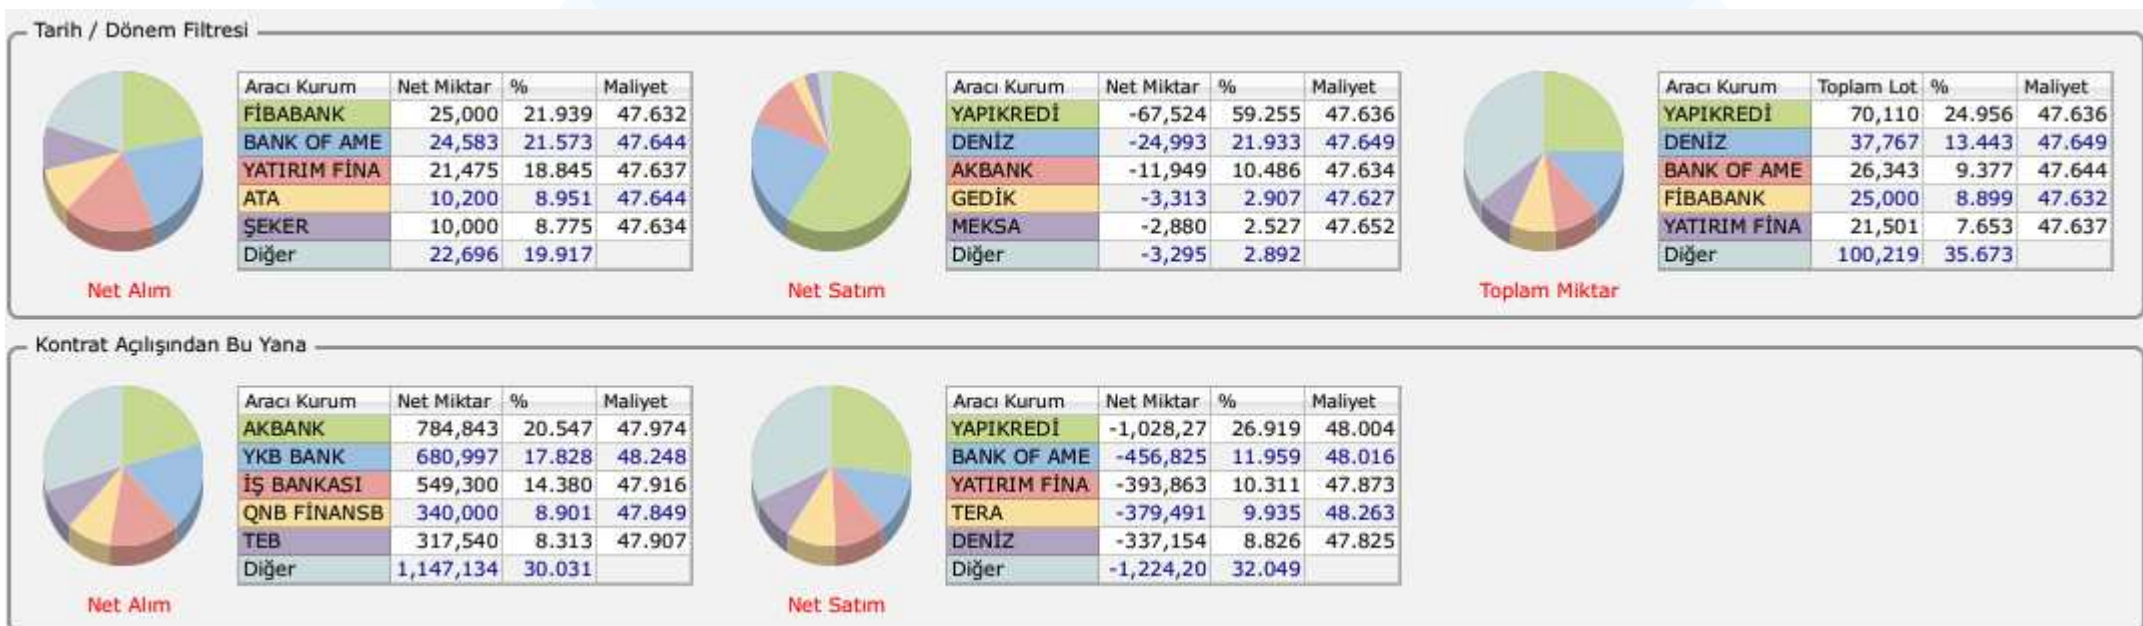 Tarih / Dönem Filtresi
Aracı Kurum Net Miktar % Maliyet
FİBABANK 25,000 21.939 47.632
BANK OF AME 24,583 21.573 47.644
YATIRIM FİNA 21,475 18.845 47.637
ATA 10,200 8.951 47.644
ŞEKER 10,000 8.775 47.634
Diğer 22,696 19.917
Net Alım
Aracı Kurum Net Miktar % Maliyet
YAPIKREDİ -67,524 59.255 47.636
DENİZ -24,993 21.933 47.649
AKBANK -11,949 10.486 47.634
GEDİK -3,313 2.907 47.627
MEKSA -2,880 2.527 47.652
Diğer -3,295 2.892
Net Satım
Aracı Kurum Toplam Lot % Maliyet
YAPIKREDİ 70,110 24.956 47.636
DENİZ 37,767 13.443 47.649
BANK OF AME 26,343 9.377 47.644
FİBABANK 25,000 8.899 47.632
YATIRIM FİNA 21,501 7.653 47.637
Diğer 100,219 35.673
Toplam Miktar
Kontrat Açılışından Bu Yana
Aracı Kurum Net Miktar % Maliyet
AKBANK 784,843 20.547 47.974
YKB BANK 680,997 17.828 48.248
İŞ BANKASI 549,300 14.380 47.916
QNB FİNANSB 340,000 8.901 47.849
TEB 317,540 8.313 47.907
Diğer 1,147,134 30.031
Net Alım
Aracı Kurum Net Miktar % Maliyet
YAPIKREDİ -1,028,27 26.919 48.004
BANK OF AME -456,825 11.959 48.016
YATIRIM FİNA -393,863 10.311 47.873
TERA -379,491 9.935 48.263
DENİZ -337,154 8.826 47.825
Diğer -1,224,20 32.049
Net Satım